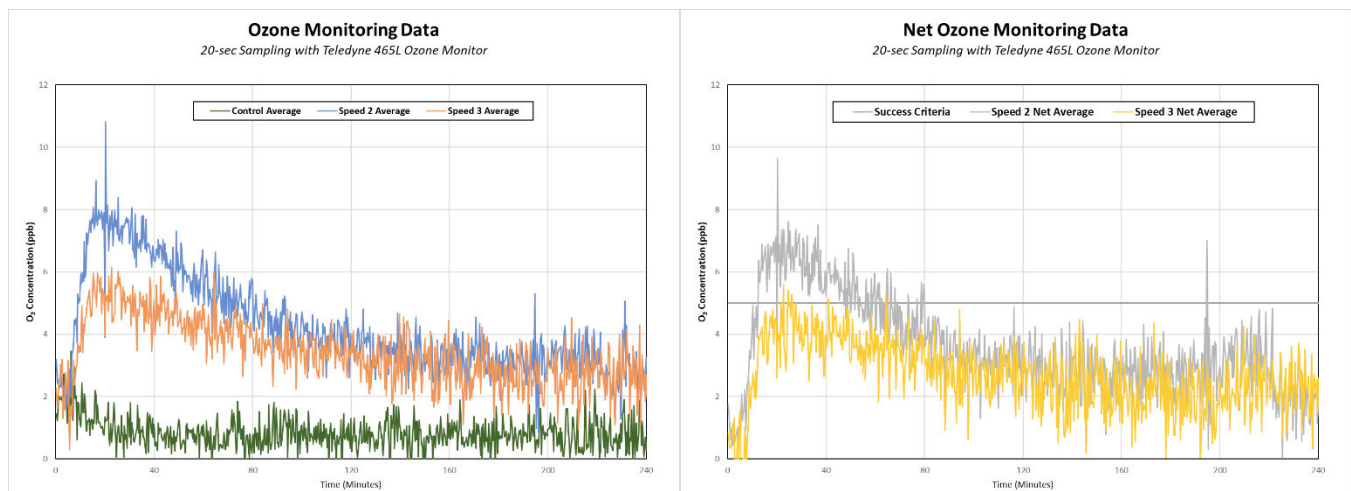 Ozone Monitoring Data
20-sec Sampling with Teledyne 465L Ozone Monitor
12
10
8
6
4
2
0
O₃ Concentration (ppb)
Control Average Speed 2 Average Speed 3 Average
0 40 80 120 160 200 240
Time (Minutes)
Net Ozone Monitoring Data
20-sec Sampling with Teledyne 465L Ozone Monitor
12
10
8
6
4
2
0
O₃ Concentration (ppb)
Success Criteria Speed 2 Net Average Speed 3 Net Average
0 40 80 120 160 200 240
Time (Minutes)